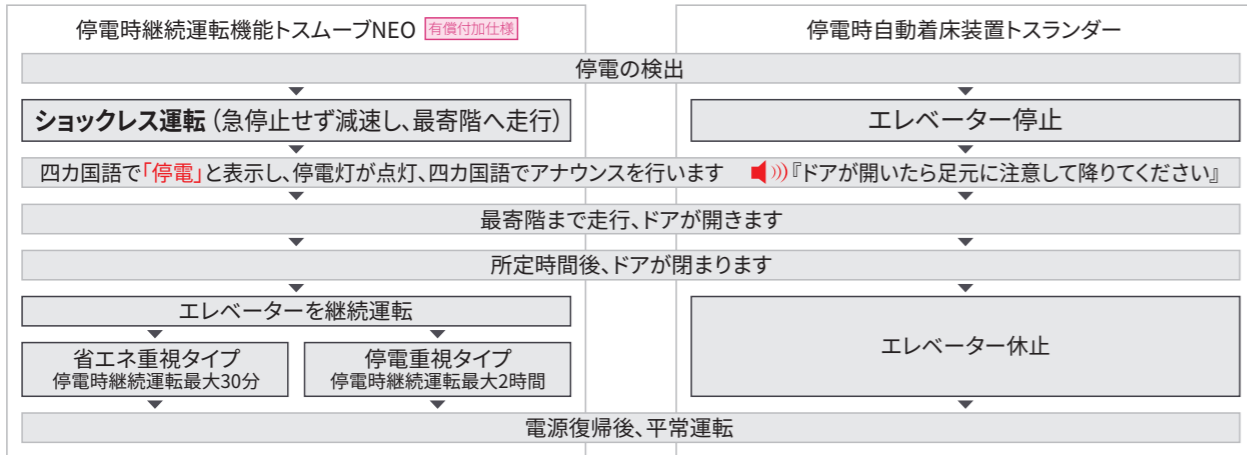 停電時継続運転機能トスムーブNEO 有償付加仕様
停電時自動着床装置トスランダー
停電の検出
ショックレス運転（急停止せず減速し、最寄階へ走行）
エレベーター停止
四カ国語で「停電」と表示し、停電灯が点灯、四カ国語でアナウンスを行います 『ドアが開いたら足元に注意して降りてください』
最寄階まで走行、ドアが開きます
所定時間後、ドアが閉まります
エレベーターを継続運転
省エネ重視タイプ
停電時継続運転最大30分
停電重視タイプ
停電時継続運転最大2時間
エレベーター休止
電源復帰後、平常運転